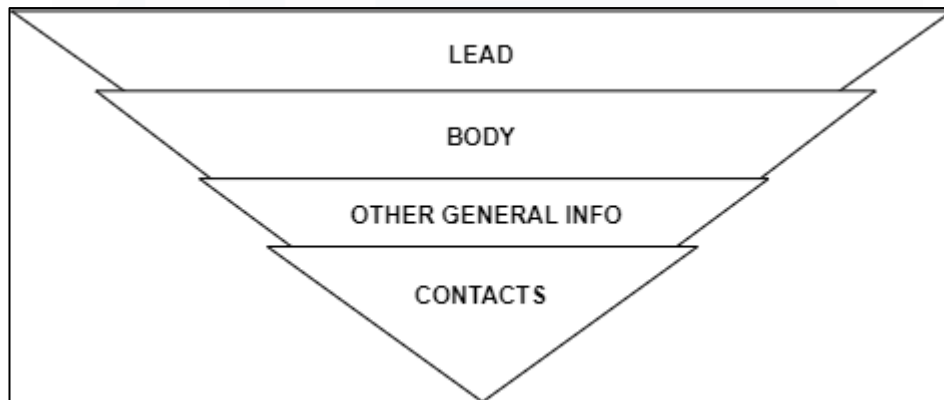 LEAD
BODY
OTHER GENERAL INFO
CONTACTS